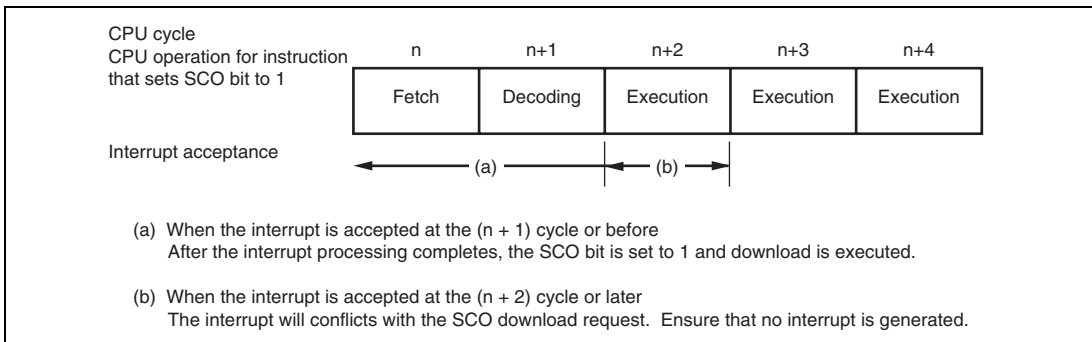 CPU cycle
CPU operation for instruction
that sets SCO bit to 1
n n+1 n+2 n+3 n+4
Fetch Decoding Execution Execution Execution
Interrupt acceptance
(a) (b)
(a) When the interrupt is accepted at the (n + 1) cycle or before
After the interrupt processing completes, the SCO bit is set to 1 and download is executed.
(b) When the interrupt is accepted at the (n + 2) cycle or later
The interrupt will conflicts with the SCO download request. Ensure that no interrupt is generated.